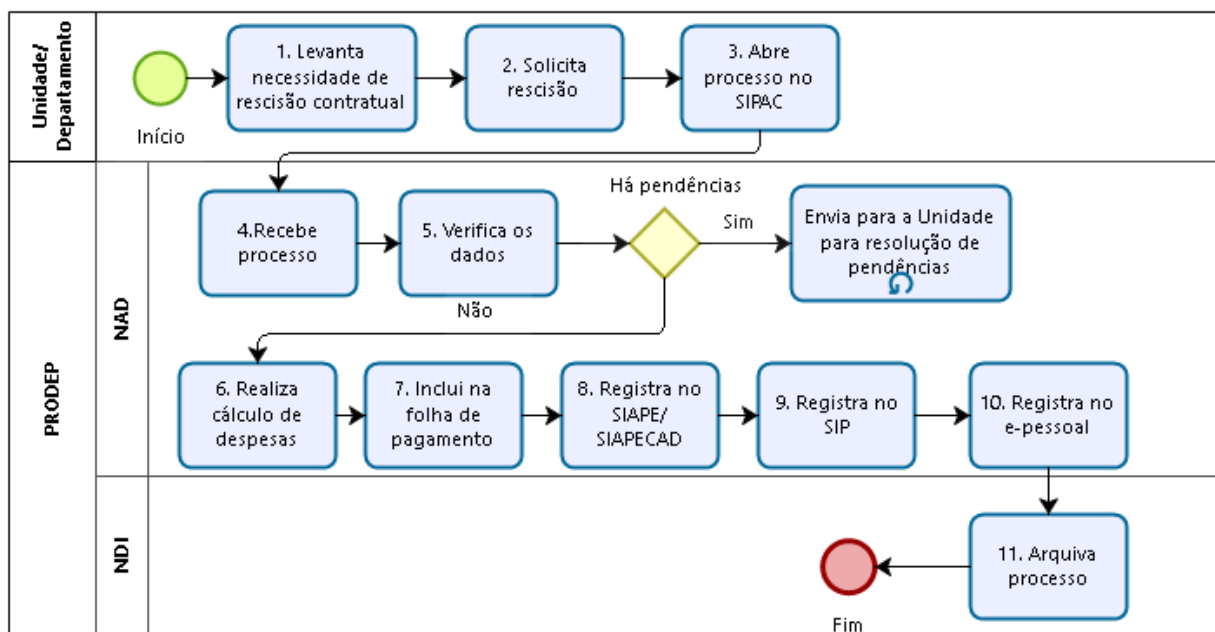 Unidade/
Departamento
Início
1. Levanta
necessidade de
rescisão contratual
2. Solicita
rescisão
3. Abre
processo no
SIPAC
PRODEP
NAD
4.Recebe
processo
5. Verifica os
dados
Há pendências
Sim
Envia para a Unidade
para resolução de
pendências
Não
6. Realiza
cálculo de
despesas
7. Inclui na
folha de
pagamento
8. Registra no
SIAPE/
SIAPECAD
9. Registra no
SIP
10. Registra no
e-pessoal
NDI
11. Arquiva
processo
Fim